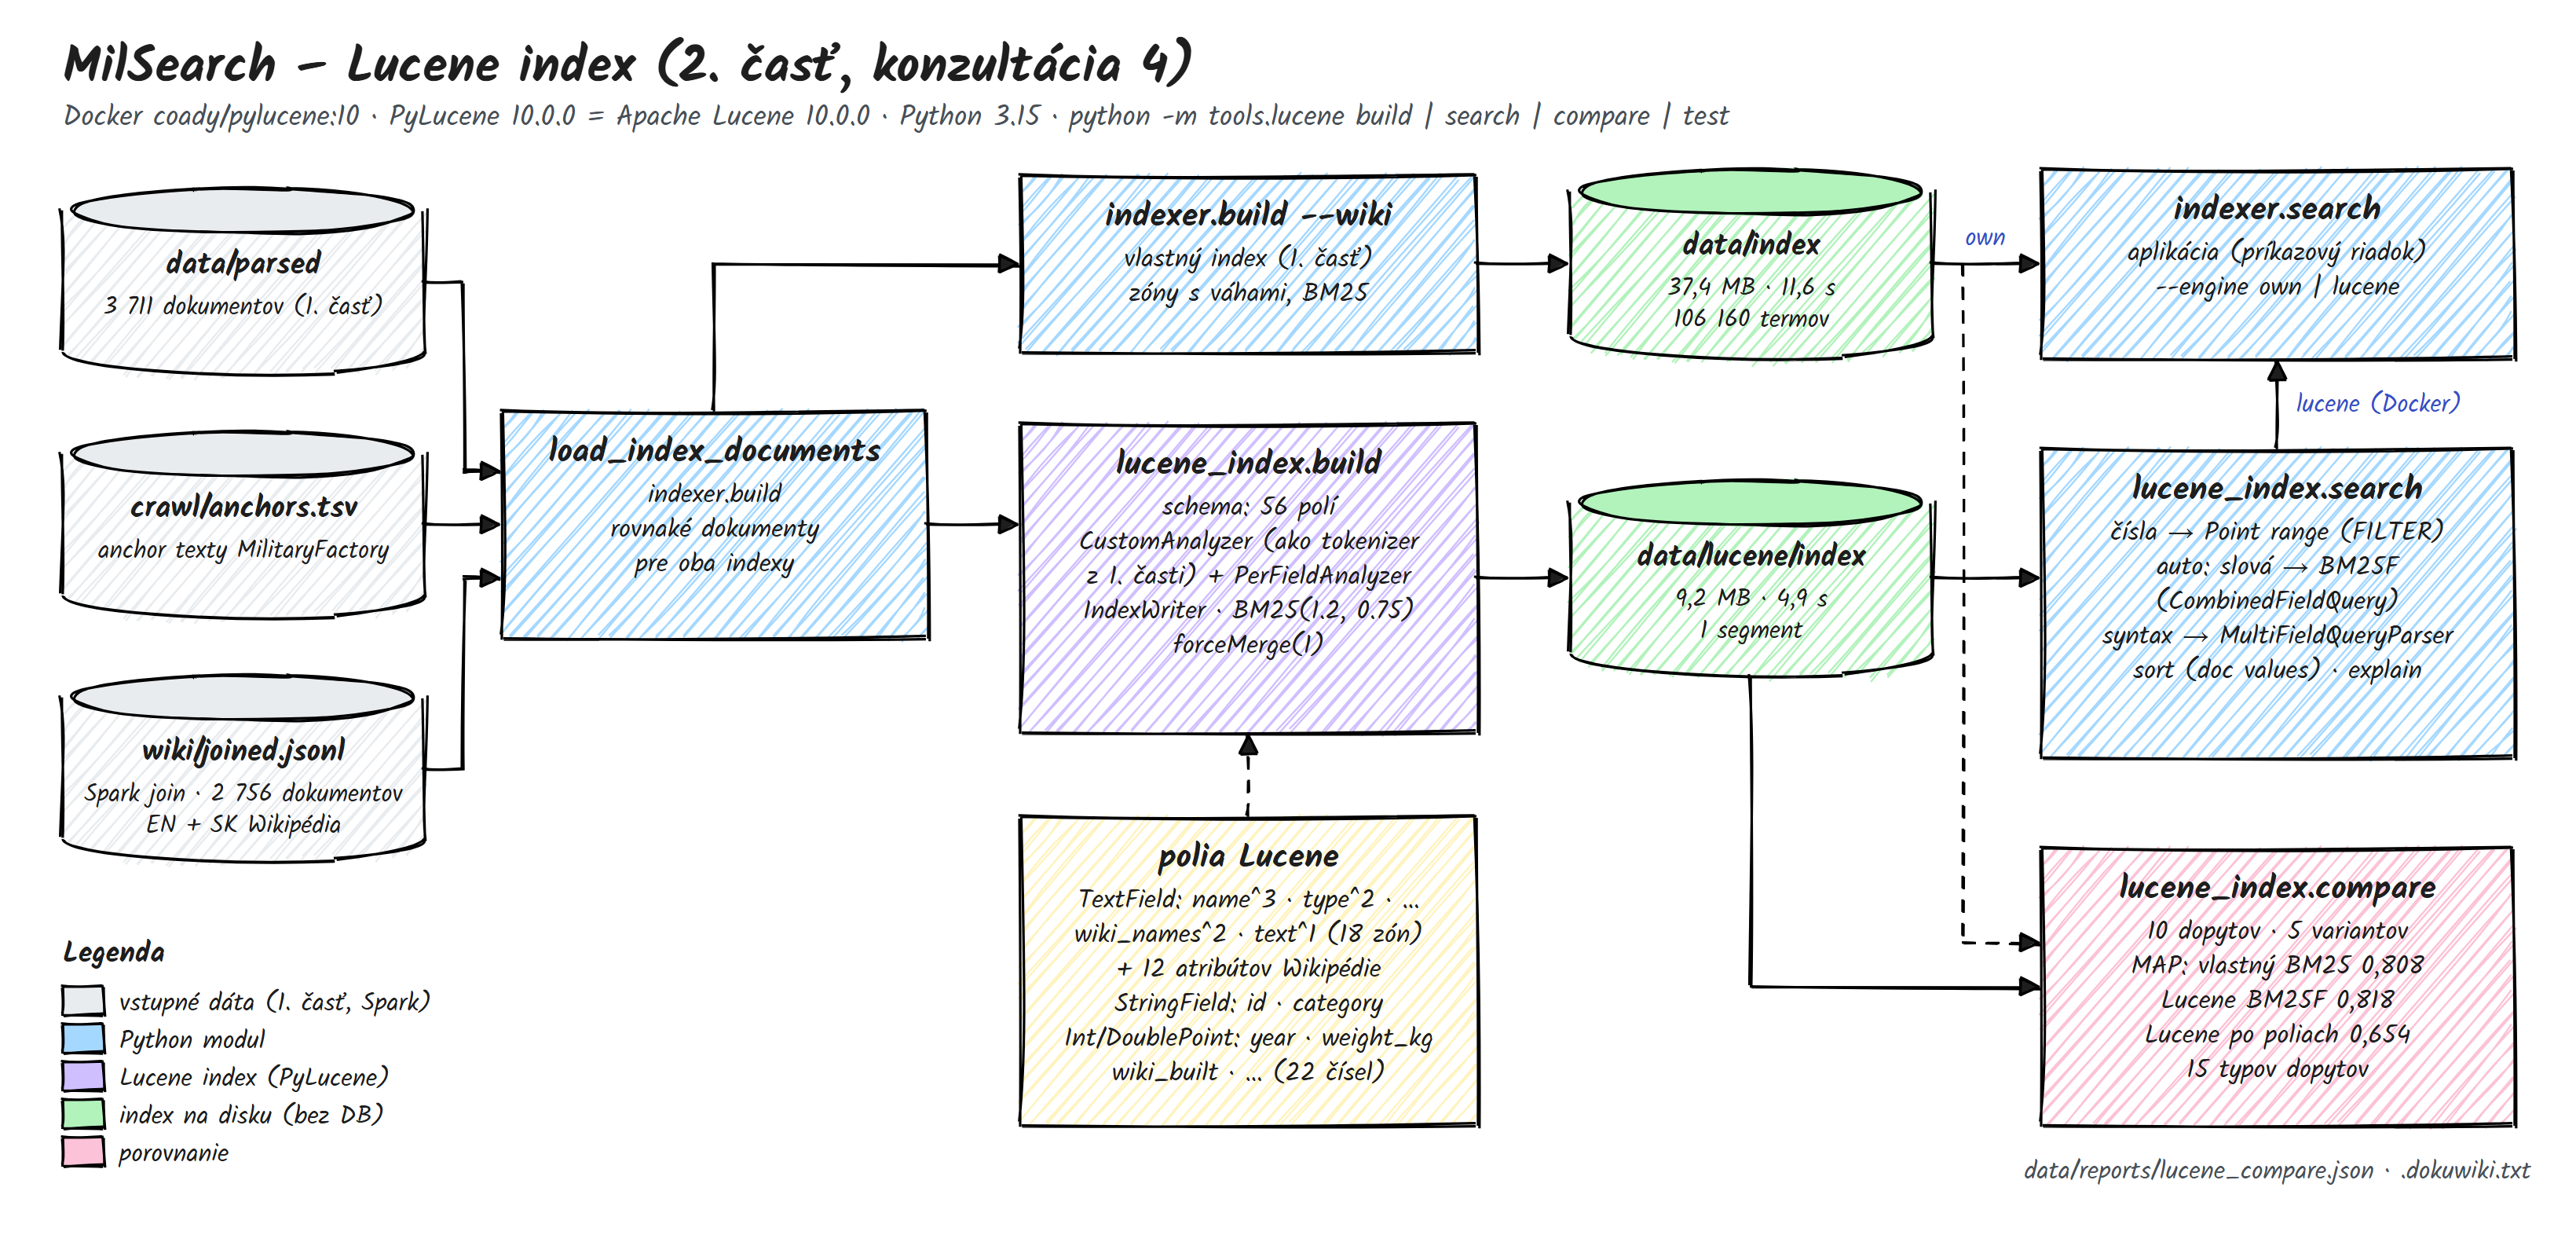 MilSearch – Lucene index (2. časť, konzultácia 4)
Docker coady/pylucene:10 · PyLucene 10.0.0 = Apache Lucene 10.0.0 · Python 3.15 · python -m tools.lucene build | search | compare | test
data/parsed
3 711 dokumentov (1. časť)
crawl/anchors.tsv
anchor texty MilitaryFactory
wiki/joined.jsonl
Spark join · 2 756 dokumentov
EN + SK Wikipédia
load_index_documents
indexer.build
rovnaké dokumenty
pre oba indexy
indexer.build --wiki
vlastný index (1. časť)
zóny s váhami, BM25
lucene_index.build
schema: 56 polí
CustomAnalyzer (ako tokenizer
z 1. časti) + PerFieldAnalyzer
IndexWriter · BM25(1.2, 0.75)
forceMerge(1)
polia Lucene
TextField: name^3 · type^2 · ...
wiki_names^2 · text^1 (18 zón)
+ 12 atribútov Wikipédie
StringField: id · category
Int/DoublePoint: year · weight_kg
wiki_built · ... (22 čísel)
data/index
37,4 MB · 11,6 s
106 160 termov
data/lucene/index
9,2 MB · 4,9 s
1 segment
own
indexer.search
aplikácia (príkazový riadok)
--engine own | lucene
lucene (Docker)
lucene_index.search
čísla → Point range (FILTER)
auto: slová → BM25F
(CombinedFieldQuery)
syntax → MultiFieldQueryParser
sort (doc values) · explain
lucene_index.compare
10 dopytov · 5 variantov
MAP: vlastný BM25 0,808
Lucene BM25F 0,818
Lucene po poliach 0,654
15 typov dopytov
data/reports/lucene_compare.json · .dokuwiki.txt
Legenda
vstupné dáta (1. časť, Spark)
Python modul
Lucene index (PyLucene)
index na disku (bez DB)
porovnanie